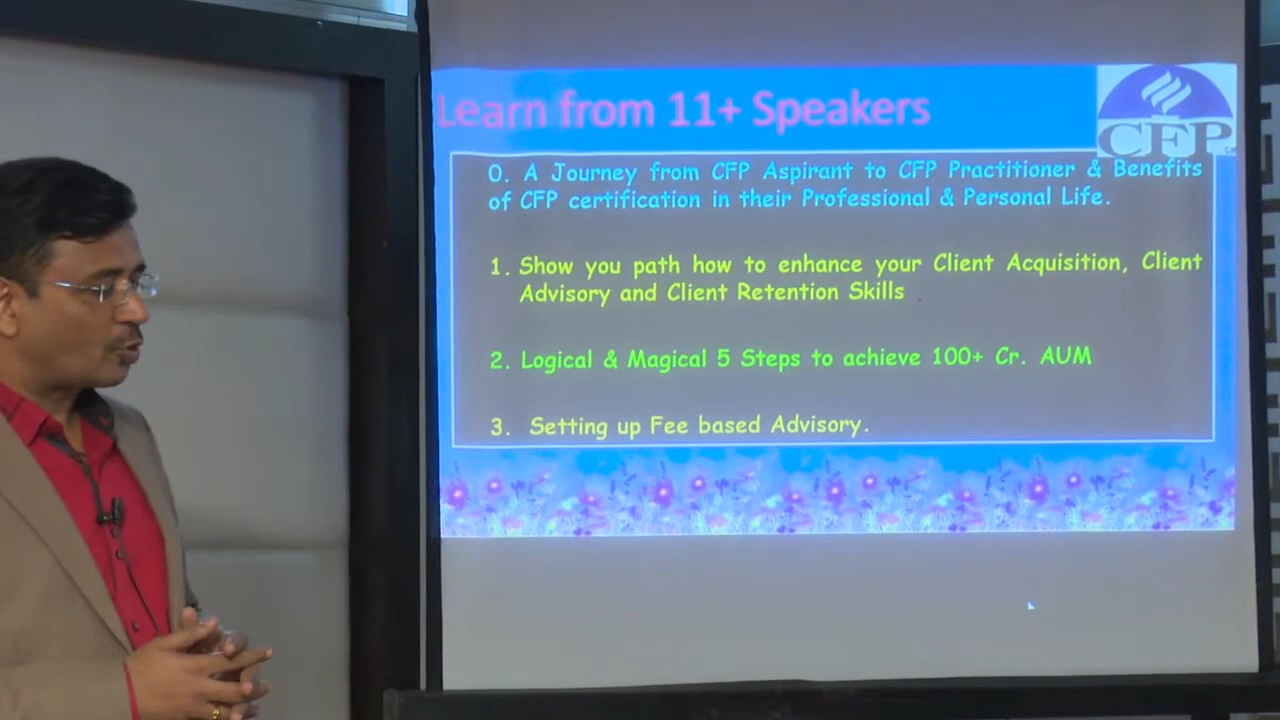 Learn from 11+ Speakers
CFP
0. A Journey from CFP Aspirant to CFP Practitioner & Benefits
of CFP certification in their Professional & Personal Life.
1. Show you path how to enhance your Client Acquisition, Client
Advisory and Client Retention Skills
2. Logical & Magical 5 Steps to achieve 100+ Cr. AUM
3. Setting up Fee based Advisory.